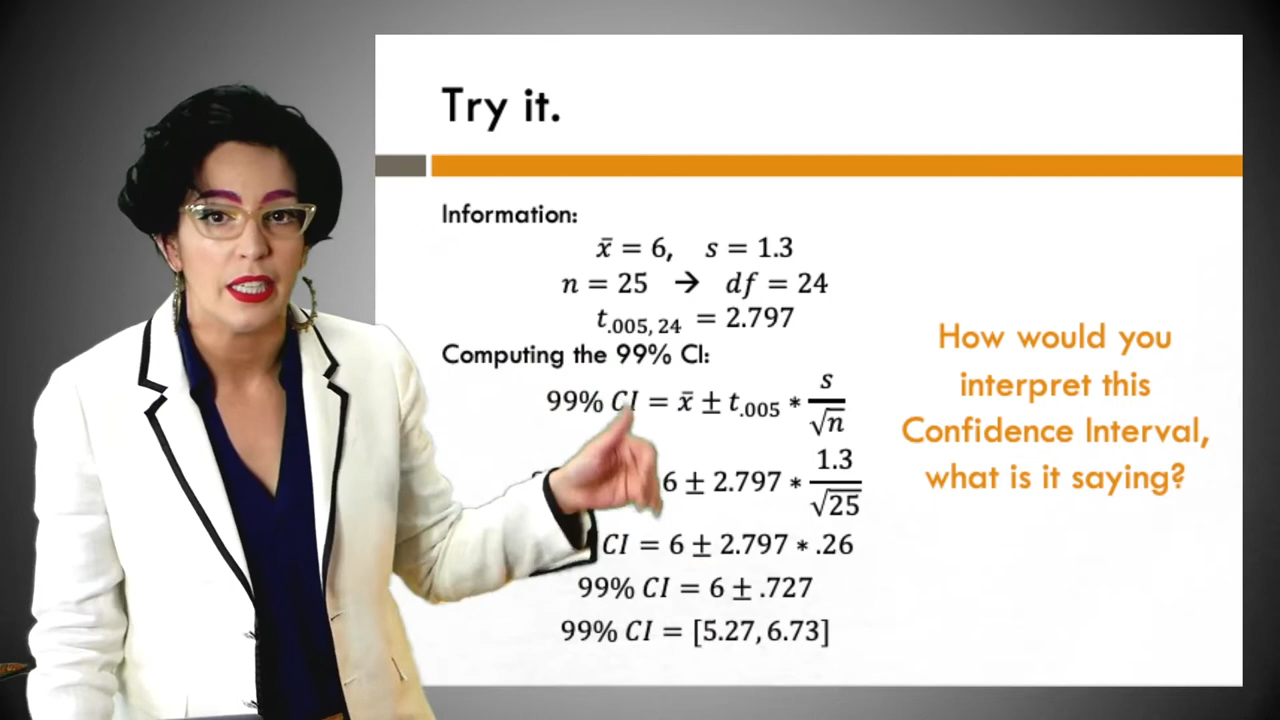 Try it.
Information:
x̄ = 6, s = 1.3
n = 25 → df = 24
t.005, 24 = 2.797
Computing the 99% CI:
99% CI = x̄ ± t.005 * s/√n
6 ± 2.797 * 1.3/√25
CI = 6 ± 2.797 * .26
99% CI = 6 ± .727
99% CI = [5.27, 6.73]
How would you
interpret this
Confidence Interval,
what is it saying?